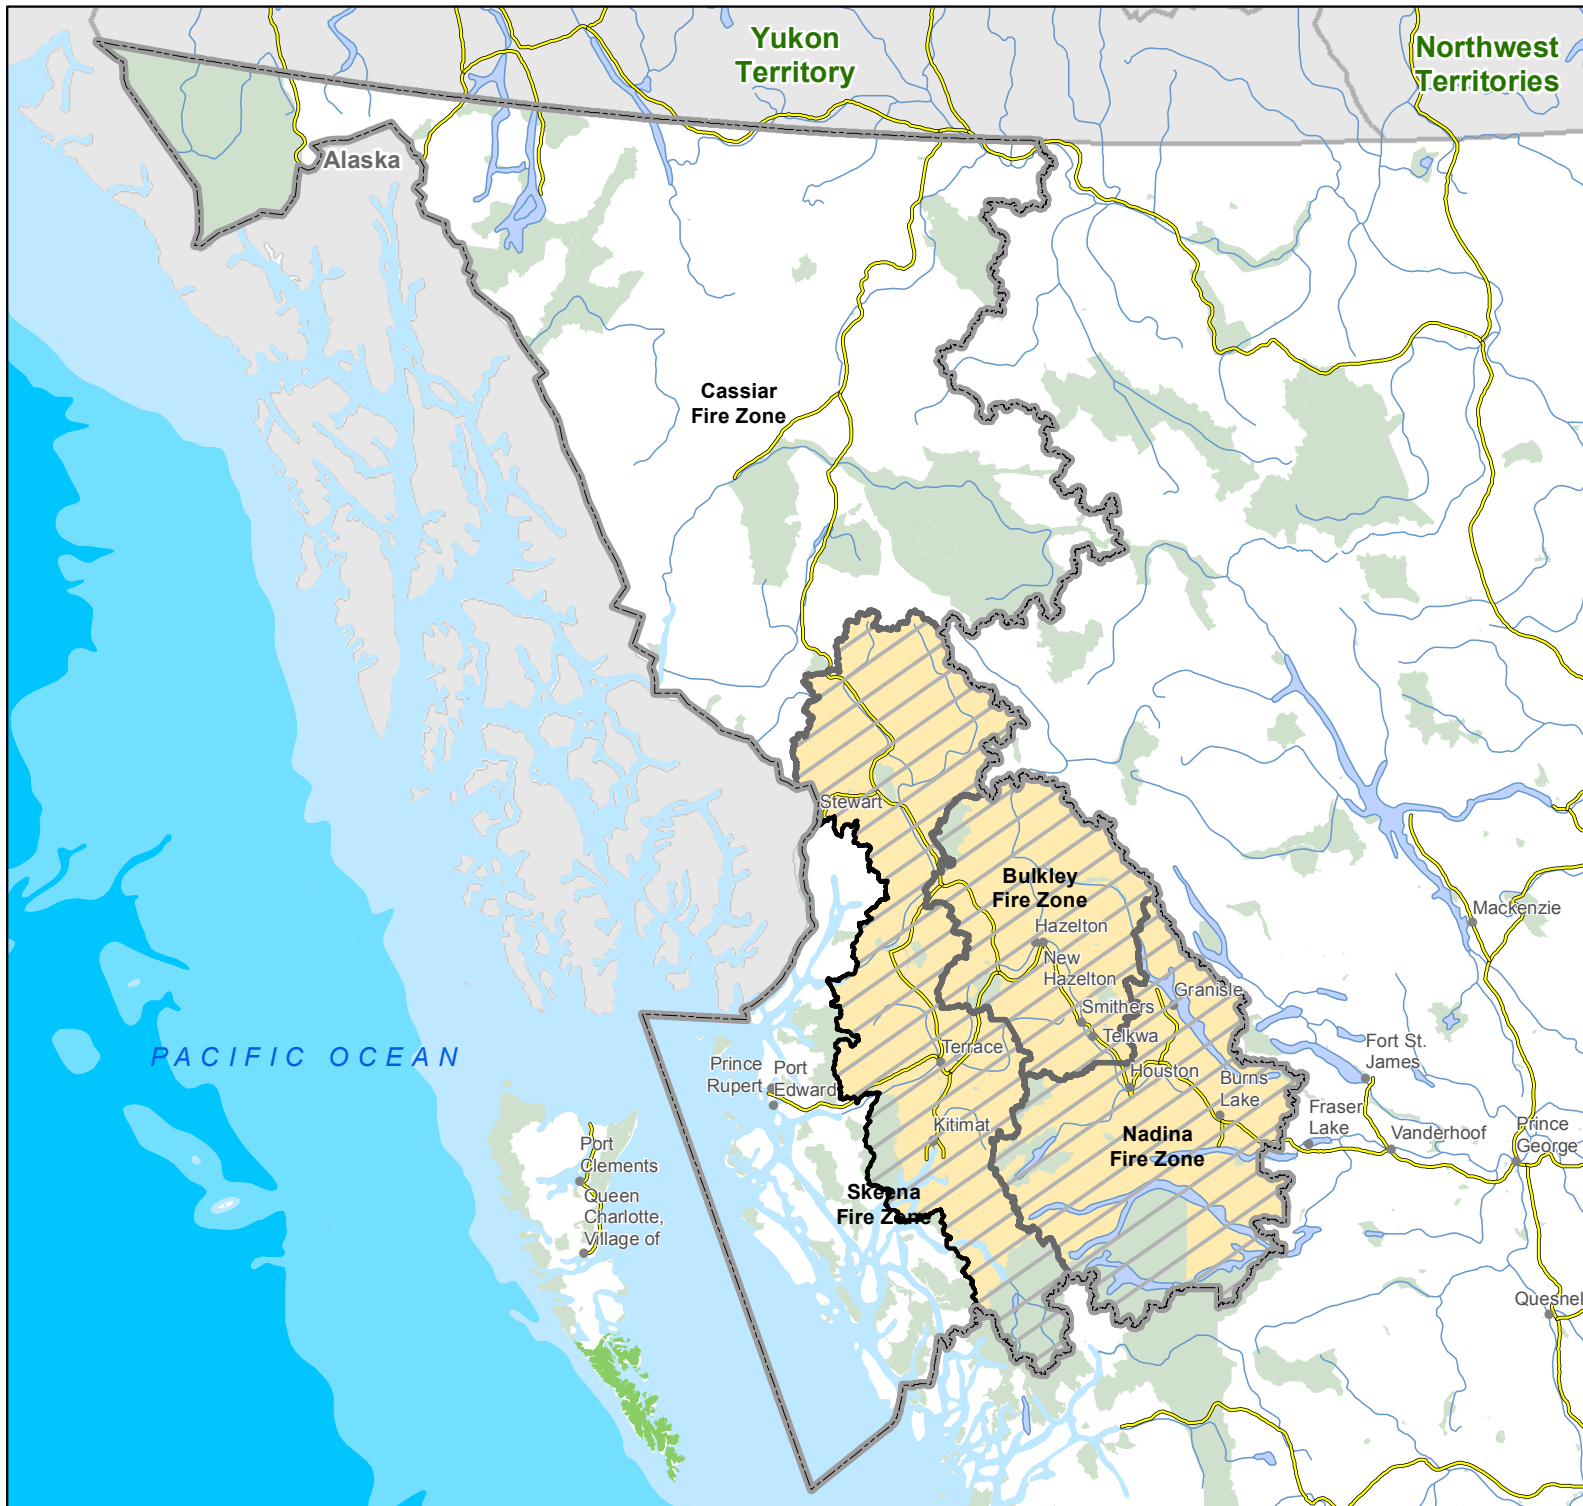 Yukon
Territory
Northwest
Territories
Alaska
Cassiar
Fire Zone
Stewart
Bulkley
Fire Zone
Hazelton
New
Hazelton
Mackenzie
Granisle
Smithers
Telkwa
Terrace
Houston
Burns
Lake
Fort St.
James
Fraser
Lake
Vanderhoof
Prince
George
PACIFIC OCEAN
Prince
Rupert
Port
Edward
Kitimat
Nadina
Fire Zone
Port
Clements
Queen
Charlotte,
Village of
Skeena
Fire Zone
Quesnel